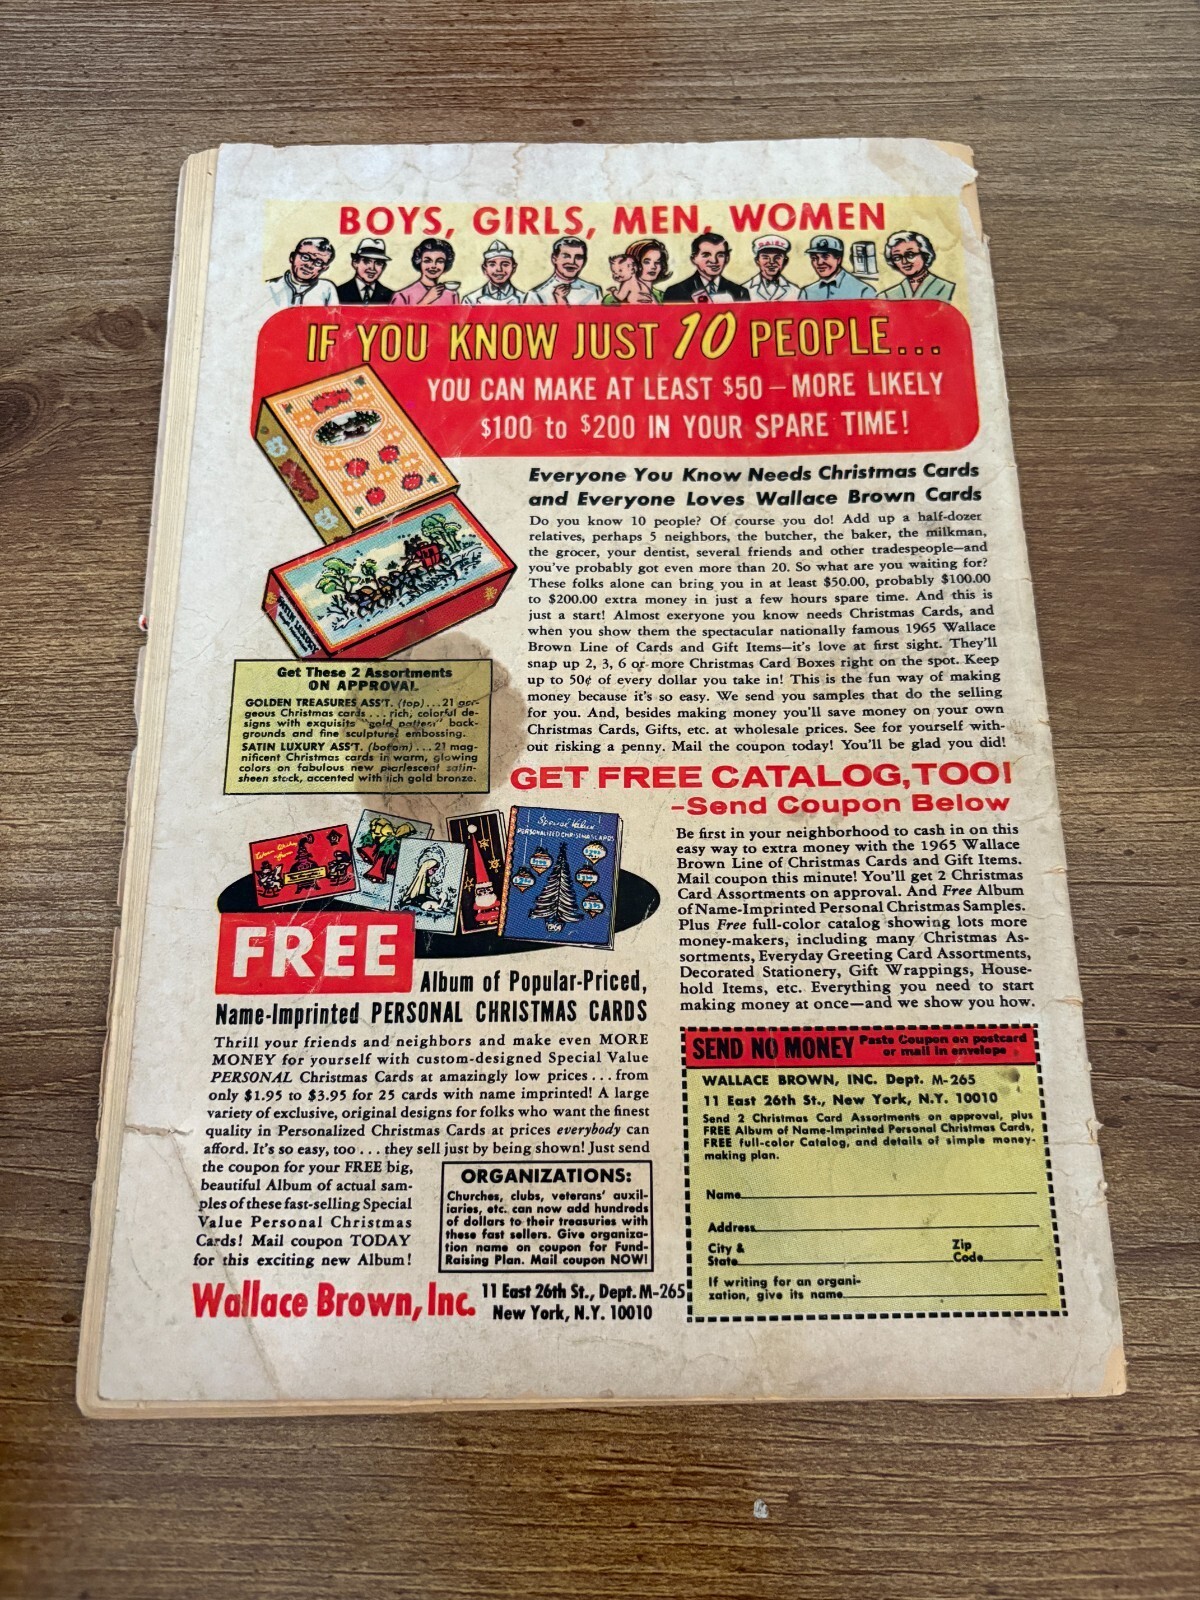 BOYS, GIRLS, MEN, WOMEN
IF YOU KNOW JUST 10 PEOPLE...
YOU CAN MAKE AT LEAST $50 — MORE LIKELY
$100 to $200 IN YOUR SPARE TIME!
Everyone You Know Needs Christmas Cards
and Everyone Loves Wallace Brown Cards
Do you know 10 people? Of course you do! Add up a half-dozer
relatives, perhaps 5 neighbors, the butcher, the baker, the milkman,
the grocer, your dentist, several friends and other tradespeople—and
you've probably got even more than 20. So what are you waiting for?
These folks alone can bring you in at least $50.00, probably $100.00
to $200.00 extra money in just a few hours spare time. And this is
just a start! Almost exeryone you know needs Christmas Cards, and
when you show them the spectacular nationally famous 1965 Wallace
Brown Line of Cards and Gift Items—it's love at first sight. They'll
snap up 2, 3, 6 or more Christmas Card Boxes right on the spot. Keep
up to 50¢ of every dollar you take in! This is the fun way of making
money because it's so easy. We send you samples that do the selling
for you. And, besides making money you'll save money on your own
Christmas Cards, Gifts, etc. at wholesale prices. See for yourself with-
out risking a penny. Mail the coupon today! You'll be glad you did!
SATIN LUXURY
Get These 2 Assortments
ON APPROVAL
GOLDEN TREASURES ASS'T. (top)...21 gor-
geous Christmas cards...rich, colorful de-
signs with exquisite "gold pattern" back-
grounds and fine sculptured embossing.
SATIN LUXURY ASS'T. (bottom)...21 mag-
nificent Christmas cards in warm, glowing
colors on fabulous new pearlescent satin-
sheen stock, accented with rich gold bronze.
GET FREE CATALOG, TOO!
–Send Coupon Below
Be first in your neighborhood to cash in on this
easy way to extra money with the 1965 Wallace
Brown Line of Christmas Cards and Gift Items.
Mail coupon this minute! You'll get 2 Christmas
Card Assortments on approval. And Free Album
of Name-Imprinted Personal Christmas Samples.
Plus Free full-color catalog showing lots more
money-makers, including many Christmas As-
sortments, Everyday Greeting Card Assortments,
Decorated Stationery, Gift Wrappings, House-
hold Items, etc. Everything you need to start
making money at once—and we show you how.
Special Value
PERSONALIZED CHRISTMAS CARDS
FREE
Album of Popular-Priced,
Name-Imprinted PERSONAL CHRISTMAS CARDS
Thrill your friends and neighbors and make even MORE
MONEY for yourself with custom-designed Special Value
PERSONAL Christmas Cards at amazingly low prices...from
only $1.95 to $3.95 for 25 cards with name imprinted! A large
variety of exclusive, original designs for folks who want the finest
quality in Personalized Christmas Cards at prices everybody can
afford. It's so easy, too...they sell just by being shown! Just send
the coupon for your FREE big,
beautiful Album of actual sam-
ples of these fast-selling Special
Value Personal Christmas
Cards! Mail coupon TODAY
for this exciting new Album!
ORGANIZATIONS:
Churches, clubs, veterans' auxil-
iaries, etc. can now add hundreds
of dollars to their treasuries with
these fast sellers. Give organiza-
tion name on coupon for Fund-
Raising Plan. Mail coupon NOW!
Wallace Brown, Inc. 11 East 26th St., Dept. M-265
New York, N.Y. 10010
SEND NO MONEY Paste Coupon on postcard
or mail in envelope
WALLACE BROWN, INC. Dept. M-265
11 East 26th St., New York, N.Y. 10010
Send 2 Christmas Card Assortments on approval, plus
FREE Album of Name-Imprinted Personal Christmas Cards,
FREE full-color Catalog, and details of simple money-
making plan.
Name
Address
City &
State
Zip
Code
If writing for an organi-
zation, give its name